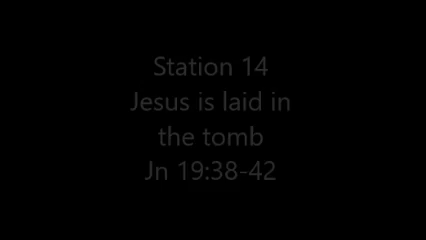 Station 14
Jesus is laid in
the tomb
Jn 19:38-42